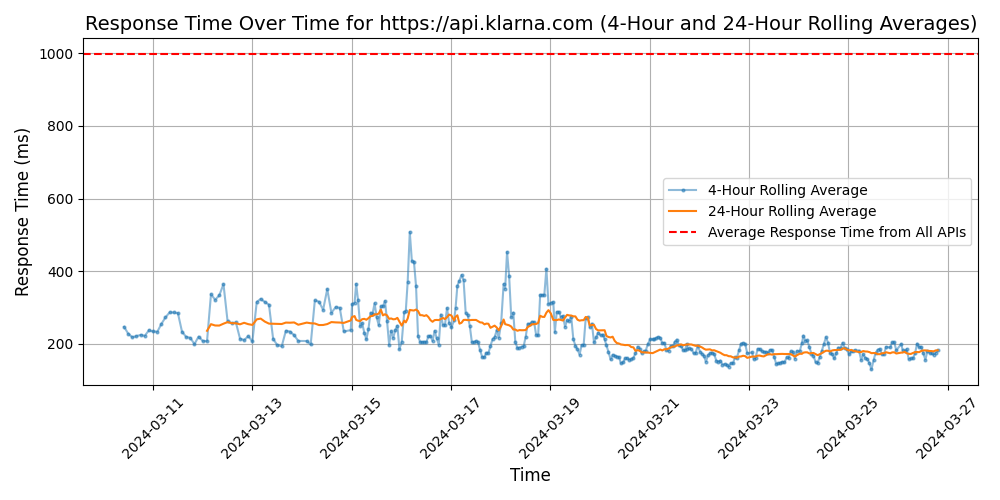 Response Time Over Time for https://api.klarna.com (4-Hour and 24-Hour Rolling Averages)
Response Time (ms)
1000
800
600
400
200
4-Hour Rolling Average
24-Hour Rolling Average
Average Response Time from All APIs
2024-03-11
2024-03-13
2024-03-15
2024-03-17
2024-03-19
2024-03-21
2024-03-23
2024-03-25
2024-03-27
Time